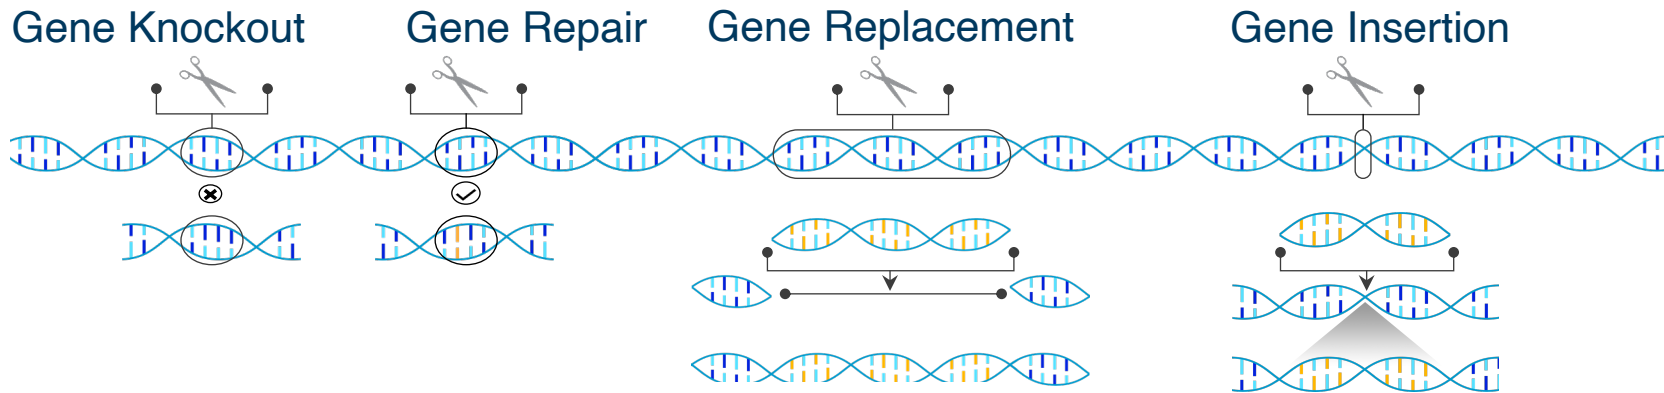 Gene Knockout
Gene Repair
Gene Replacement
Gene Insertion